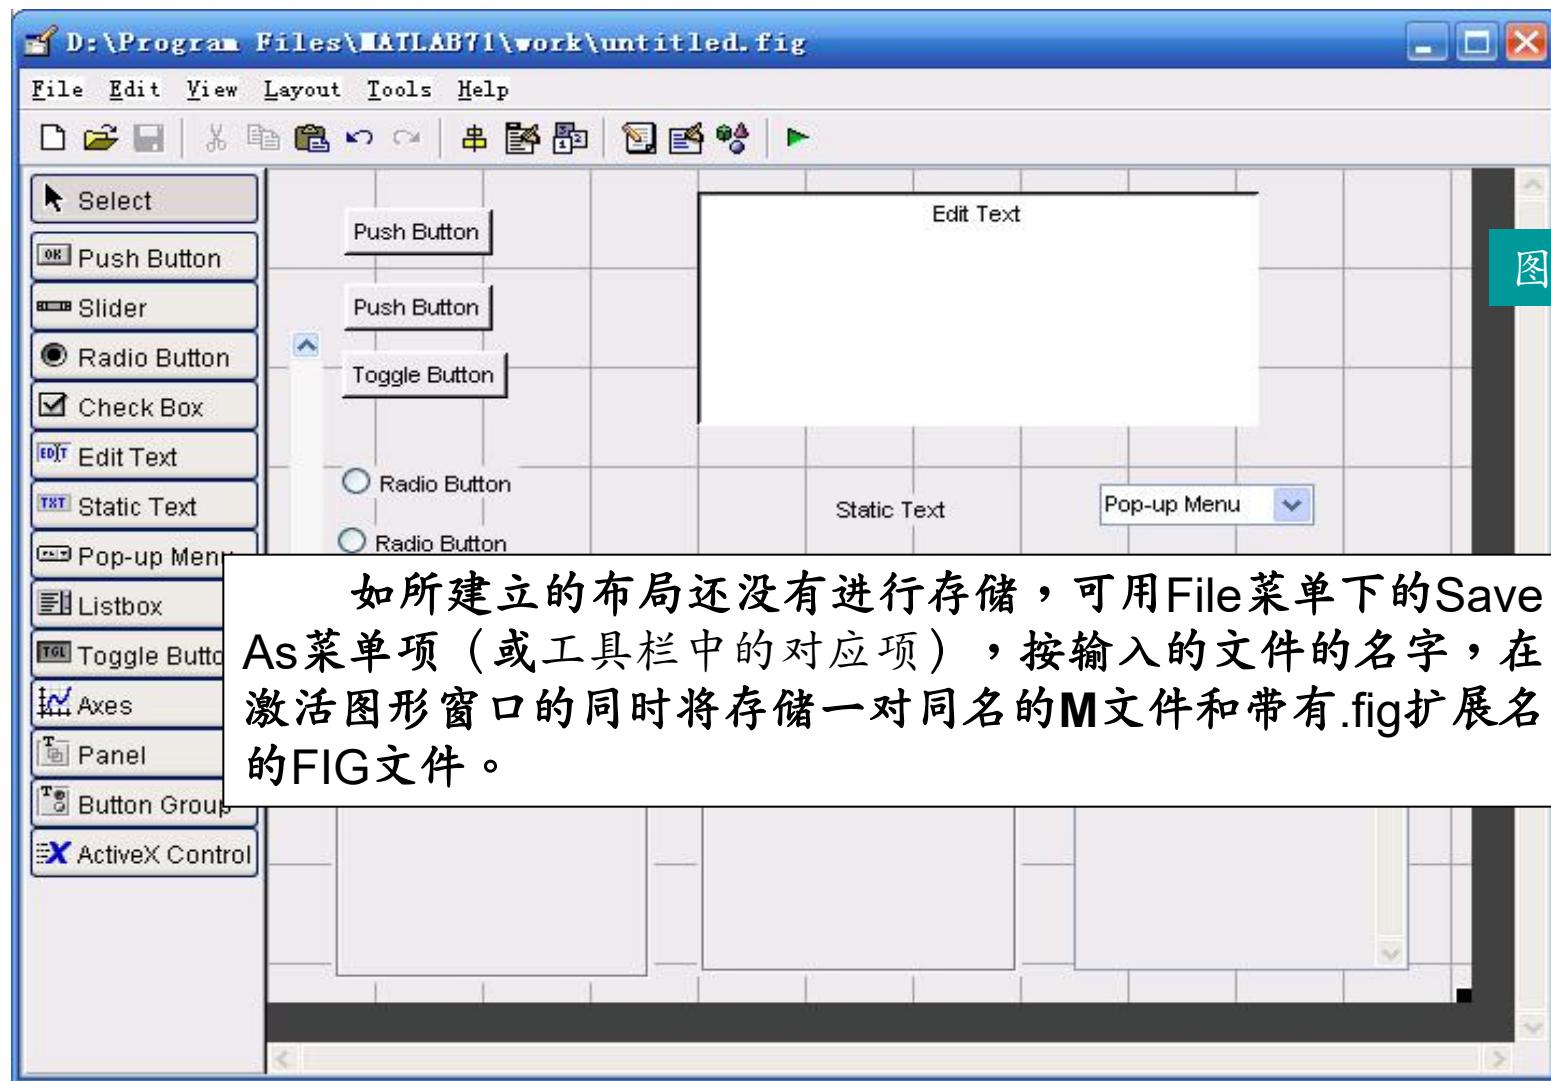 D:\Program Files\MATLAB71\work\untitled.fig
File Edit View Layout Tools Help
Select
Push Button
Slider
Radio Button
Check Box
Edit Text
Static Text
Pop-up Menu
Listbox
Toggle Butto
Axes
Panel
Button Group
ActiveX Control
Push Button
Push Button
Toggle Button
Radio Button
Radio Button
Edit Text
Static Text
Pop-up Menu
图
如所建立的布局还没有进行存储，可用File菜单下的Save
As菜单项（或工具栏中的对应项），按输入的文件的名字，在
激活图形窗口的同时将存储一对同名的M文件和带有.fig扩展名
的FIG文件。